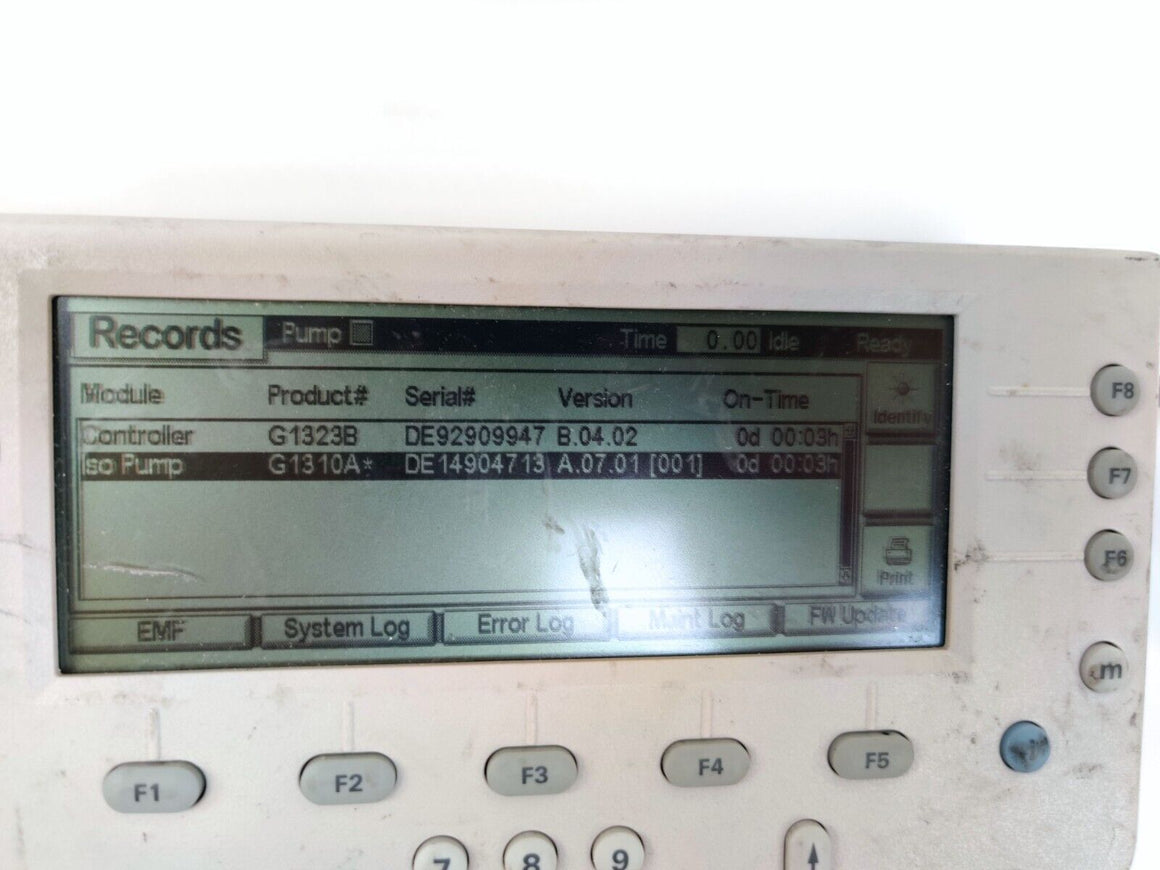 Records Pump Time 0.00 Idle Ready
Module Product# Serial# Version On-Time
Controller G1323B DE92909947 B.04.02 0d 00:03h
Iso Pump G1310A* DE14904713 A.07.01 [001] 0d 00:03h
Identify
Print
EMF System Log Error Log Maint Log FW Update
F8
F7
F6
m
F1 F2 F3 F4 F5
7 8 9